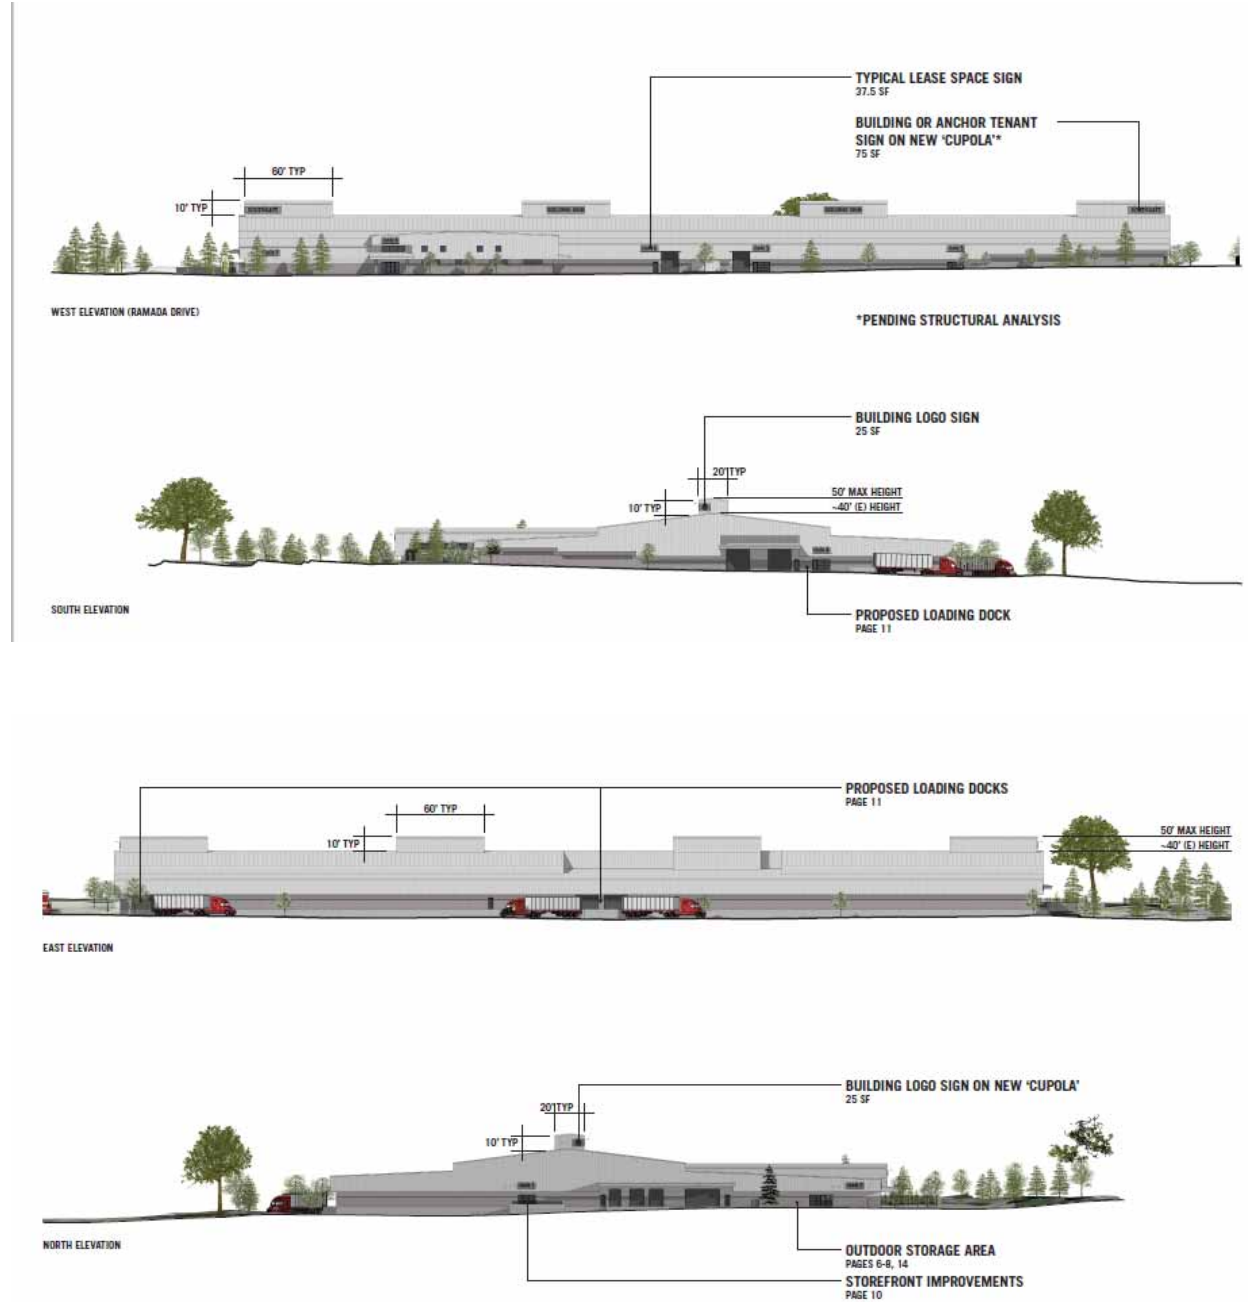 TYPICAL LEASE SPACE SIGN
37.5 SF
BUILDING OR ANCHOR TENANT
SIGN ON NEW 'CUPOLA'*
75 SF
60' TYP
10' TYP
WEST ELEVATION (RAMADA DRIVE)
*PENDING STRUCTURAL ANALYSIS
BUILDING LOGO SIGN
25 SF
20' TYP
10' TYP
50' MAX HEIGHT
~40' (E) HEIGHT
SOUTH ELEVATION
PROPOSED LOADING DOCK
PAGE 11
PROPOSED LOADING DOCKS
PAGE 11
60' TYP
10' TYP
50' MAX HEIGHT
~40' (E) HEIGHT
EAST ELEVATION
BUILDING LOGO SIGN ON NEW 'CUPOLA'
25 SF
20' TYP
10' TYP
NORTH ELEVATION
OUTDOOR STORAGE AREA
PAGES 6-8, 14
STOREFRONT IMPROVEMENTS
PAGE 10